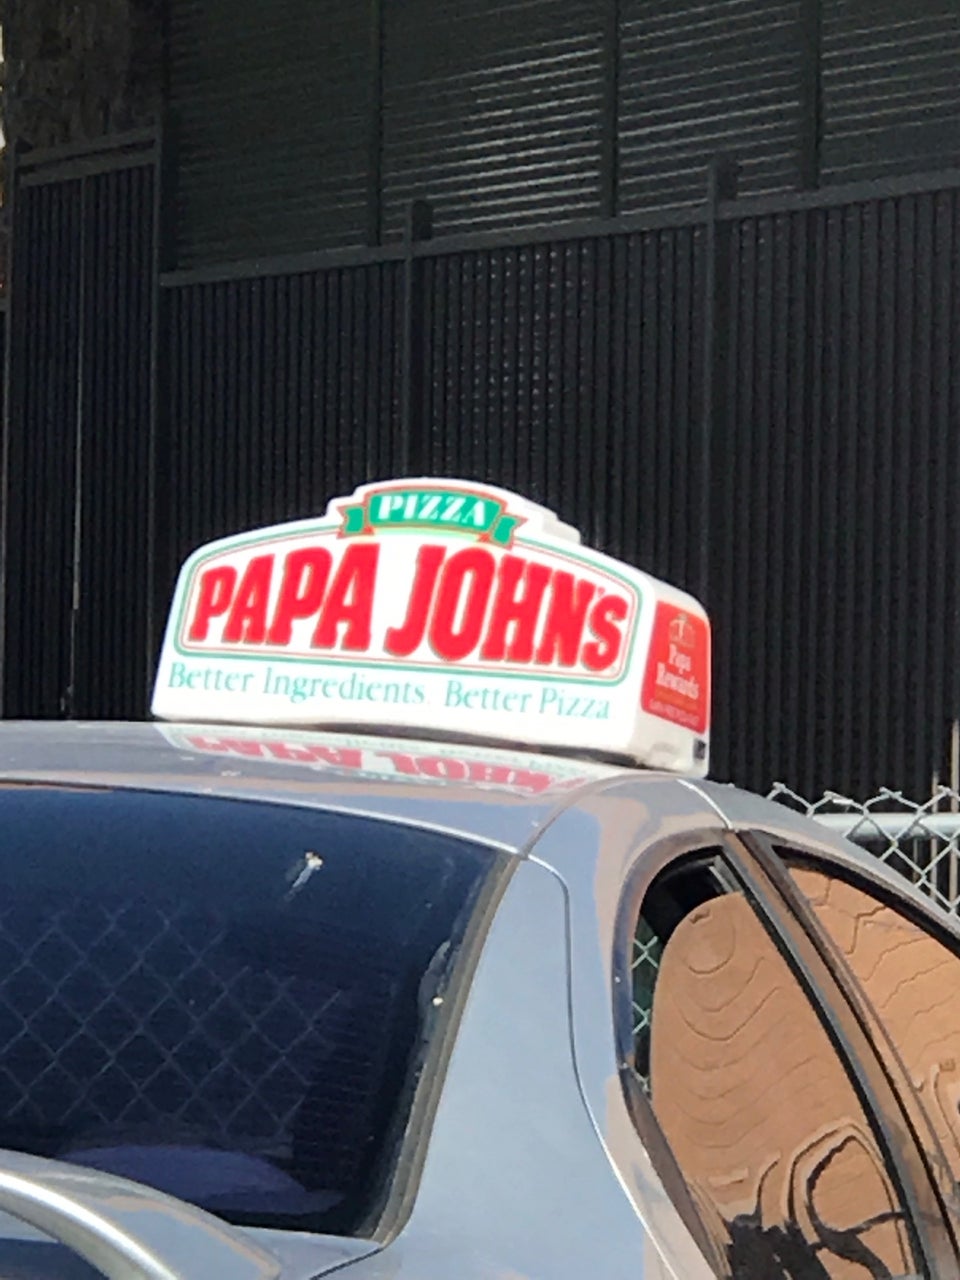 PIZZA
PAPA JOHN'S
Better Ingredients. Better Pizza
Papa
Rewards